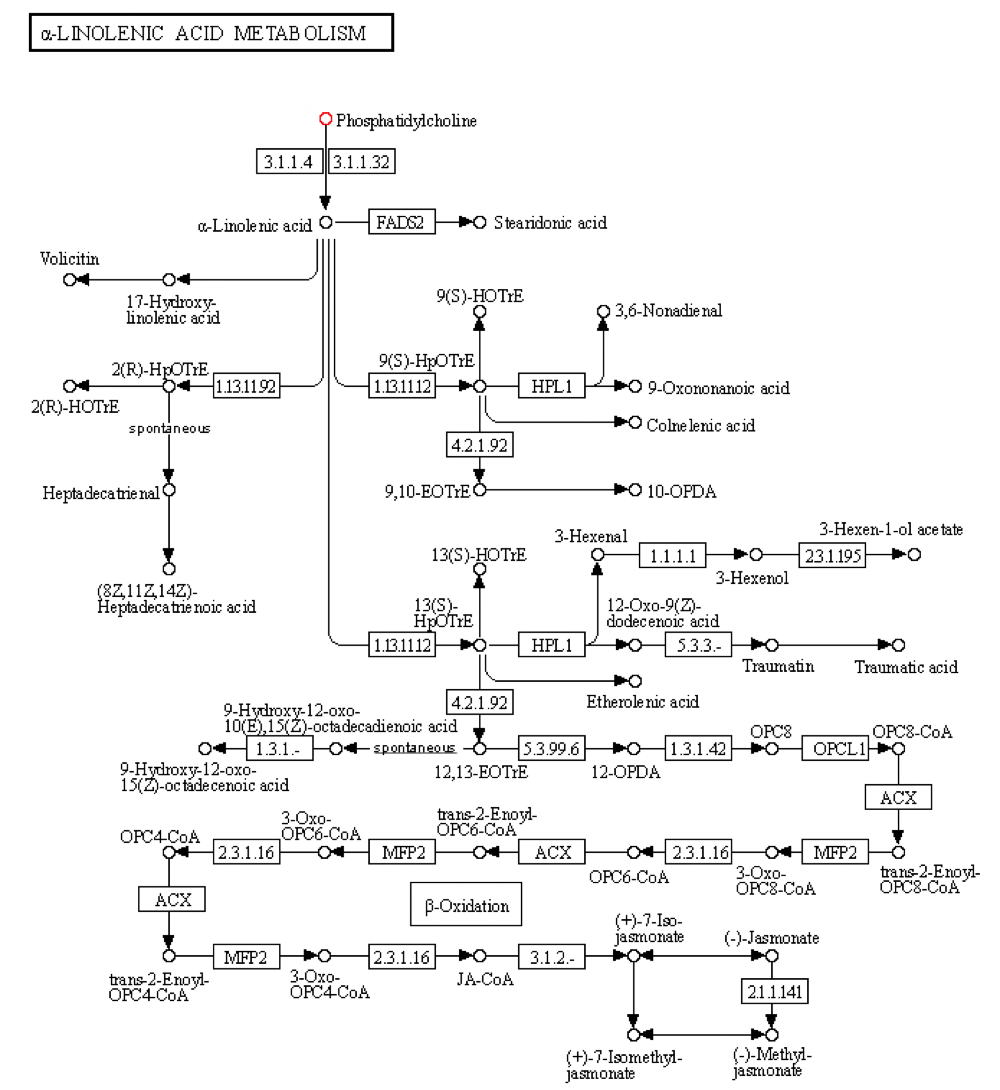 α-LINOLENIC ACID METABOLISM
Phosphatidylcholine
3.1.1.4
3.1.1.32
α-Linolenic acid
FADS2
Stearidonic acid
Volicitin
17-Hydroxy-
linolenic acid
9(S)-HOTrE
3,6-Nonadienal
2(R)-HpOTrE
1.13.1192
9(S)-HpOTrE
1.13.1112
HPL1
9-Oxononanoic acid
2(R)-HOTrE
spontaneous
Colnelenic acid
4.2.1.92
Heptadecatrienal
9,10-EOTrE
10-OPDA
(8Z,11Z,14Z)-
Heptadecatrienoic acid
13(S)-HOTrE
3-Hexenal
1.1.1.1
3-Hexenol
2.3.1.195
3-Hexen-1-ol acetate
13(S)-
HpOTrE
1.13.1112
HPL1
12-Oxo-9(Z)-
dodecenoic acid
5.3.3.-
Traumatin
Traumatic acid
Etherolenic acid
4.2.1.92
9-Hydroxy-12-oxo-
10(E),15(Z)-octadecadienoic acid
1.3.1.-
spontaneous
9-Hydroxy-12-oxo-
15(Z)-octadecenoic acid
12,13-EOTrE
5.3.99.6
12-OPDA
1.3.1.42
OPC8
OPCL1
OPC8-CoA
ACX
OPC4-CoA
2.3.1.16
3-Oxo-
OPC6-CoA
MFP2
trans-2-Enoyl-
OPC6-CoA
ACX
OPC6-CoA
2.3.1.16
3-Oxo-
OPC8-CoA
MFP2
trans-2-Enoyl-
OPC8-CoA
ACX
β-Oxidation
trans-2-Enoyl-
OPC4-CoA
MFP2
3-Oxo-
OPC4-CoA
2.3.1.16
JA-CoA
3.1.2.-
(+)-7-Iso-
jasmonate
(-)-Jasmonate
2.1.1.141
(+)-7-Isomethyl-
jasmonate
(-)-Methyl-
jasmonate